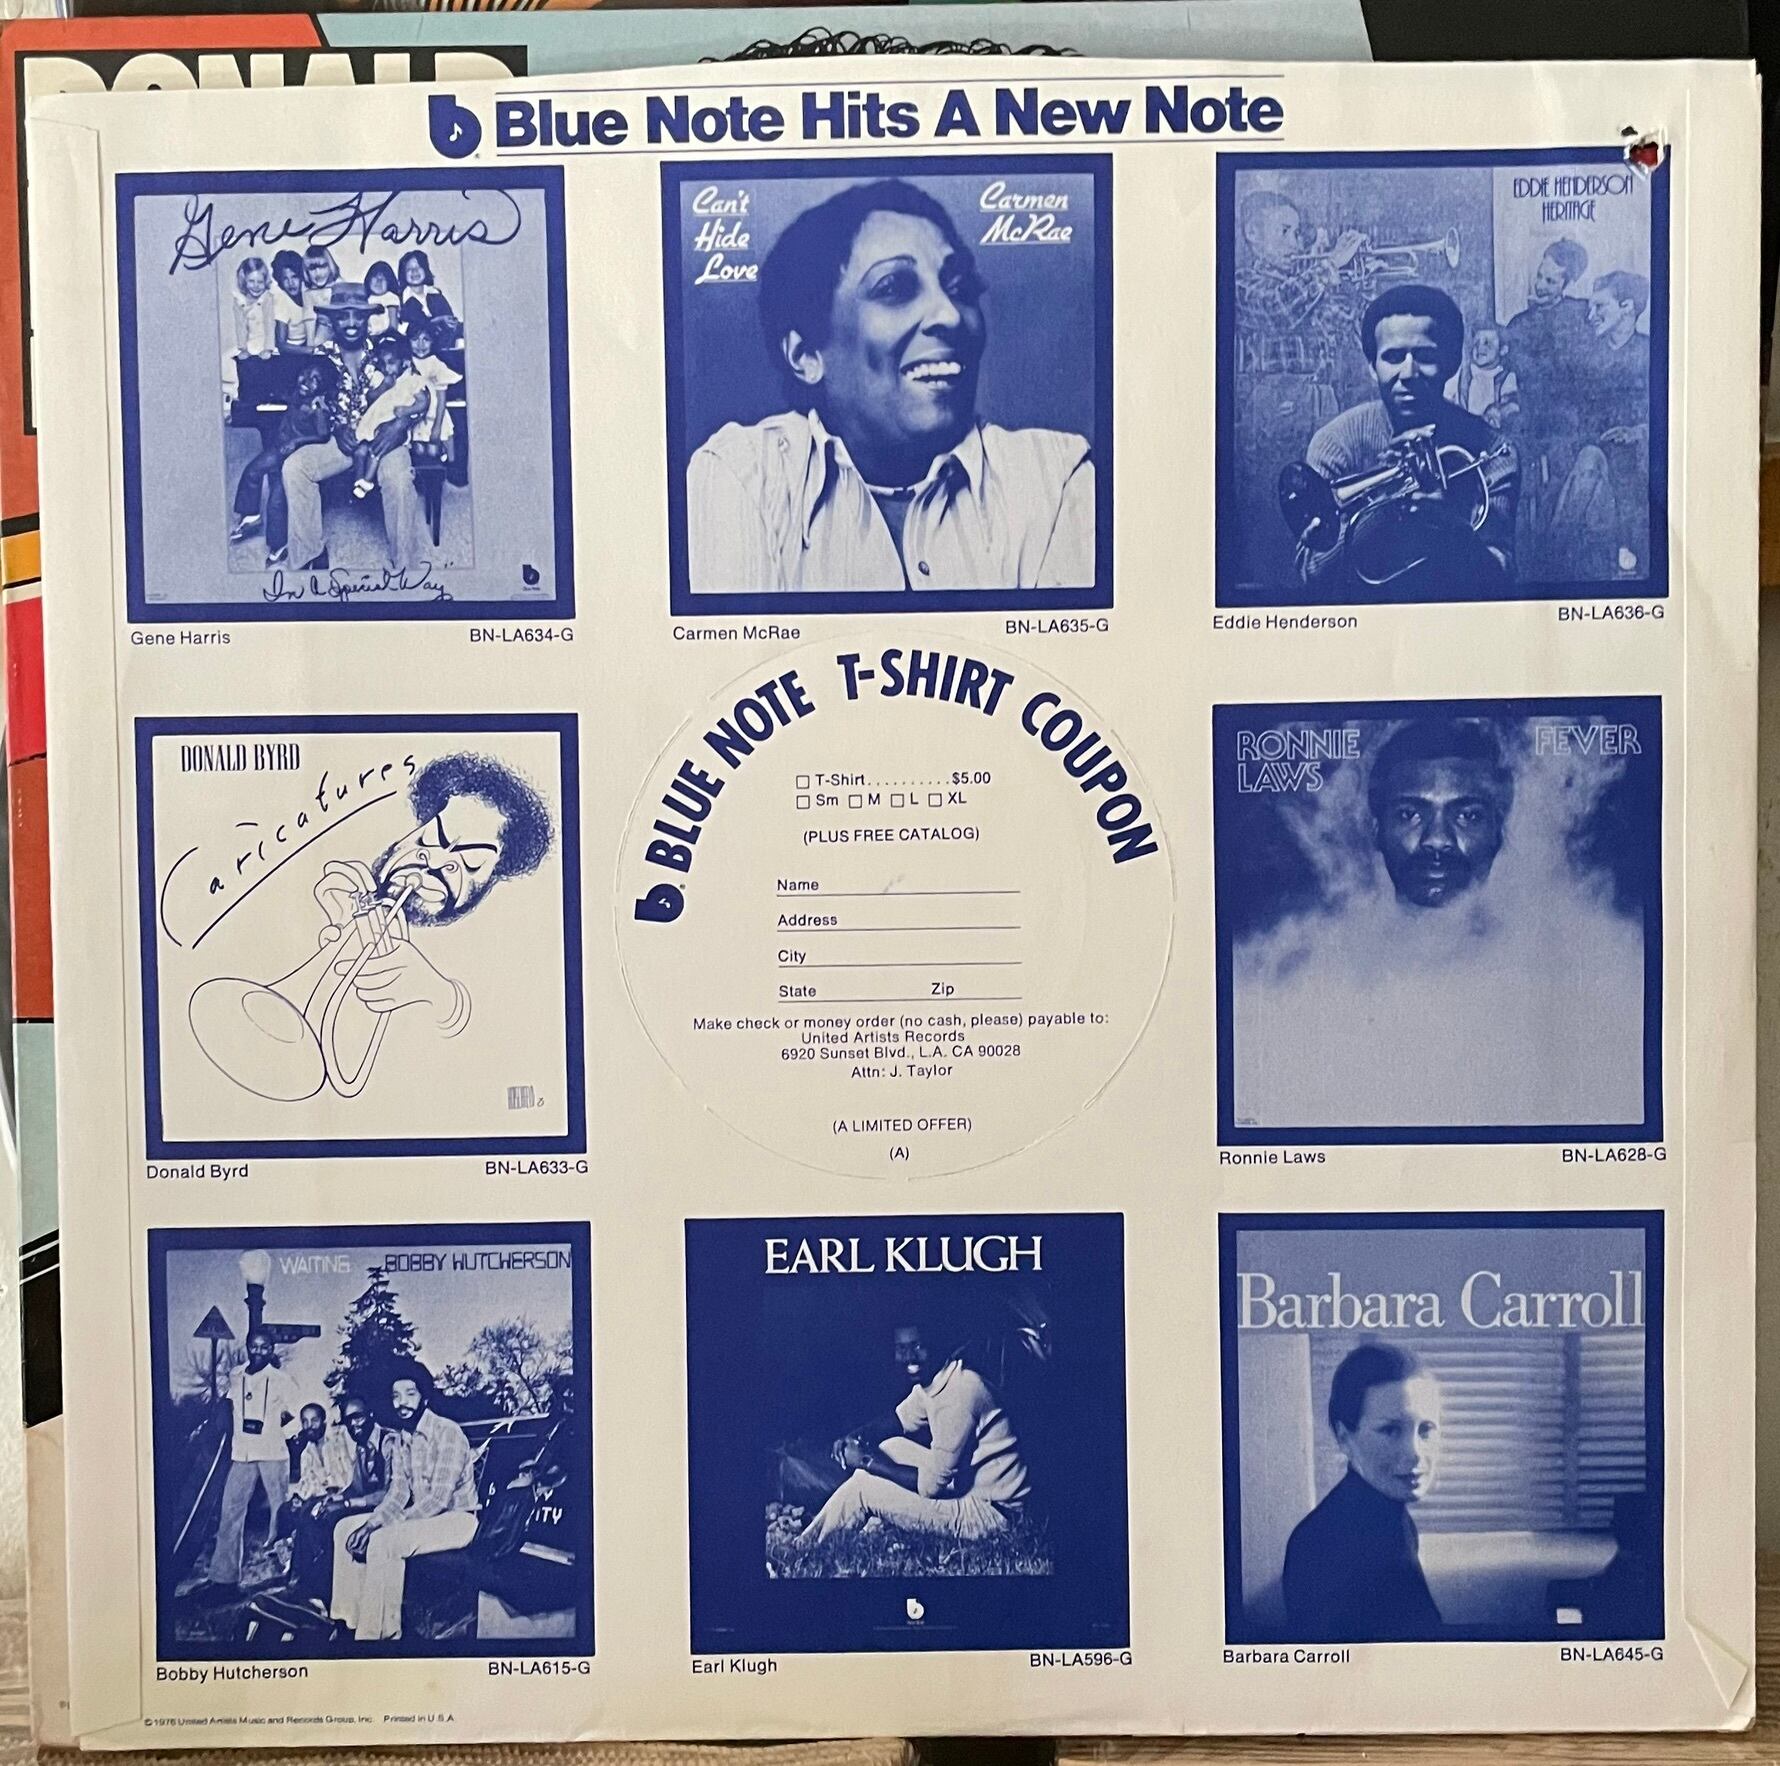 DONALD
Blue Note Hits A New Note
Gene Harris
In A Special Way
Gene Harris BN-LA634-G
Can't
Hide
Love
Carmen
McRae
Carmen McRae BN-LA635-G
EDDIE HENDERSON
HERITAGE
Eddie Henderson BN-LA636-G
DONALD BYRD
Caricatures
Donald Byrd BN-LA633-G
BLUE NOTE T-SHIRT COUPON
T-Shirt..........$5.00
Sm M L XL
(PLUS FREE CATALOG)
Name
Address
City
State Zip
Make check or money order (no cash, please) payable to:
United Artists Records
6920 Sunset Blvd., L.A. CA 90028
Attn: J. Taylor
(A LIMITED OFFER)
(A)
RONNIE
LAWS
FEVER
Ronnie Laws BN-LA628-G
WAITING BOBBY HUTCHERSON
Bobby Hutcherson BN-LA615-G
EARL KLUGH
Earl Klugh BN-LA596-G
Barbara Carroll
Barbara Carroll BN-LA645-G
©1976 United Artists Music and Records Group, Inc. Printed in U.S.A.